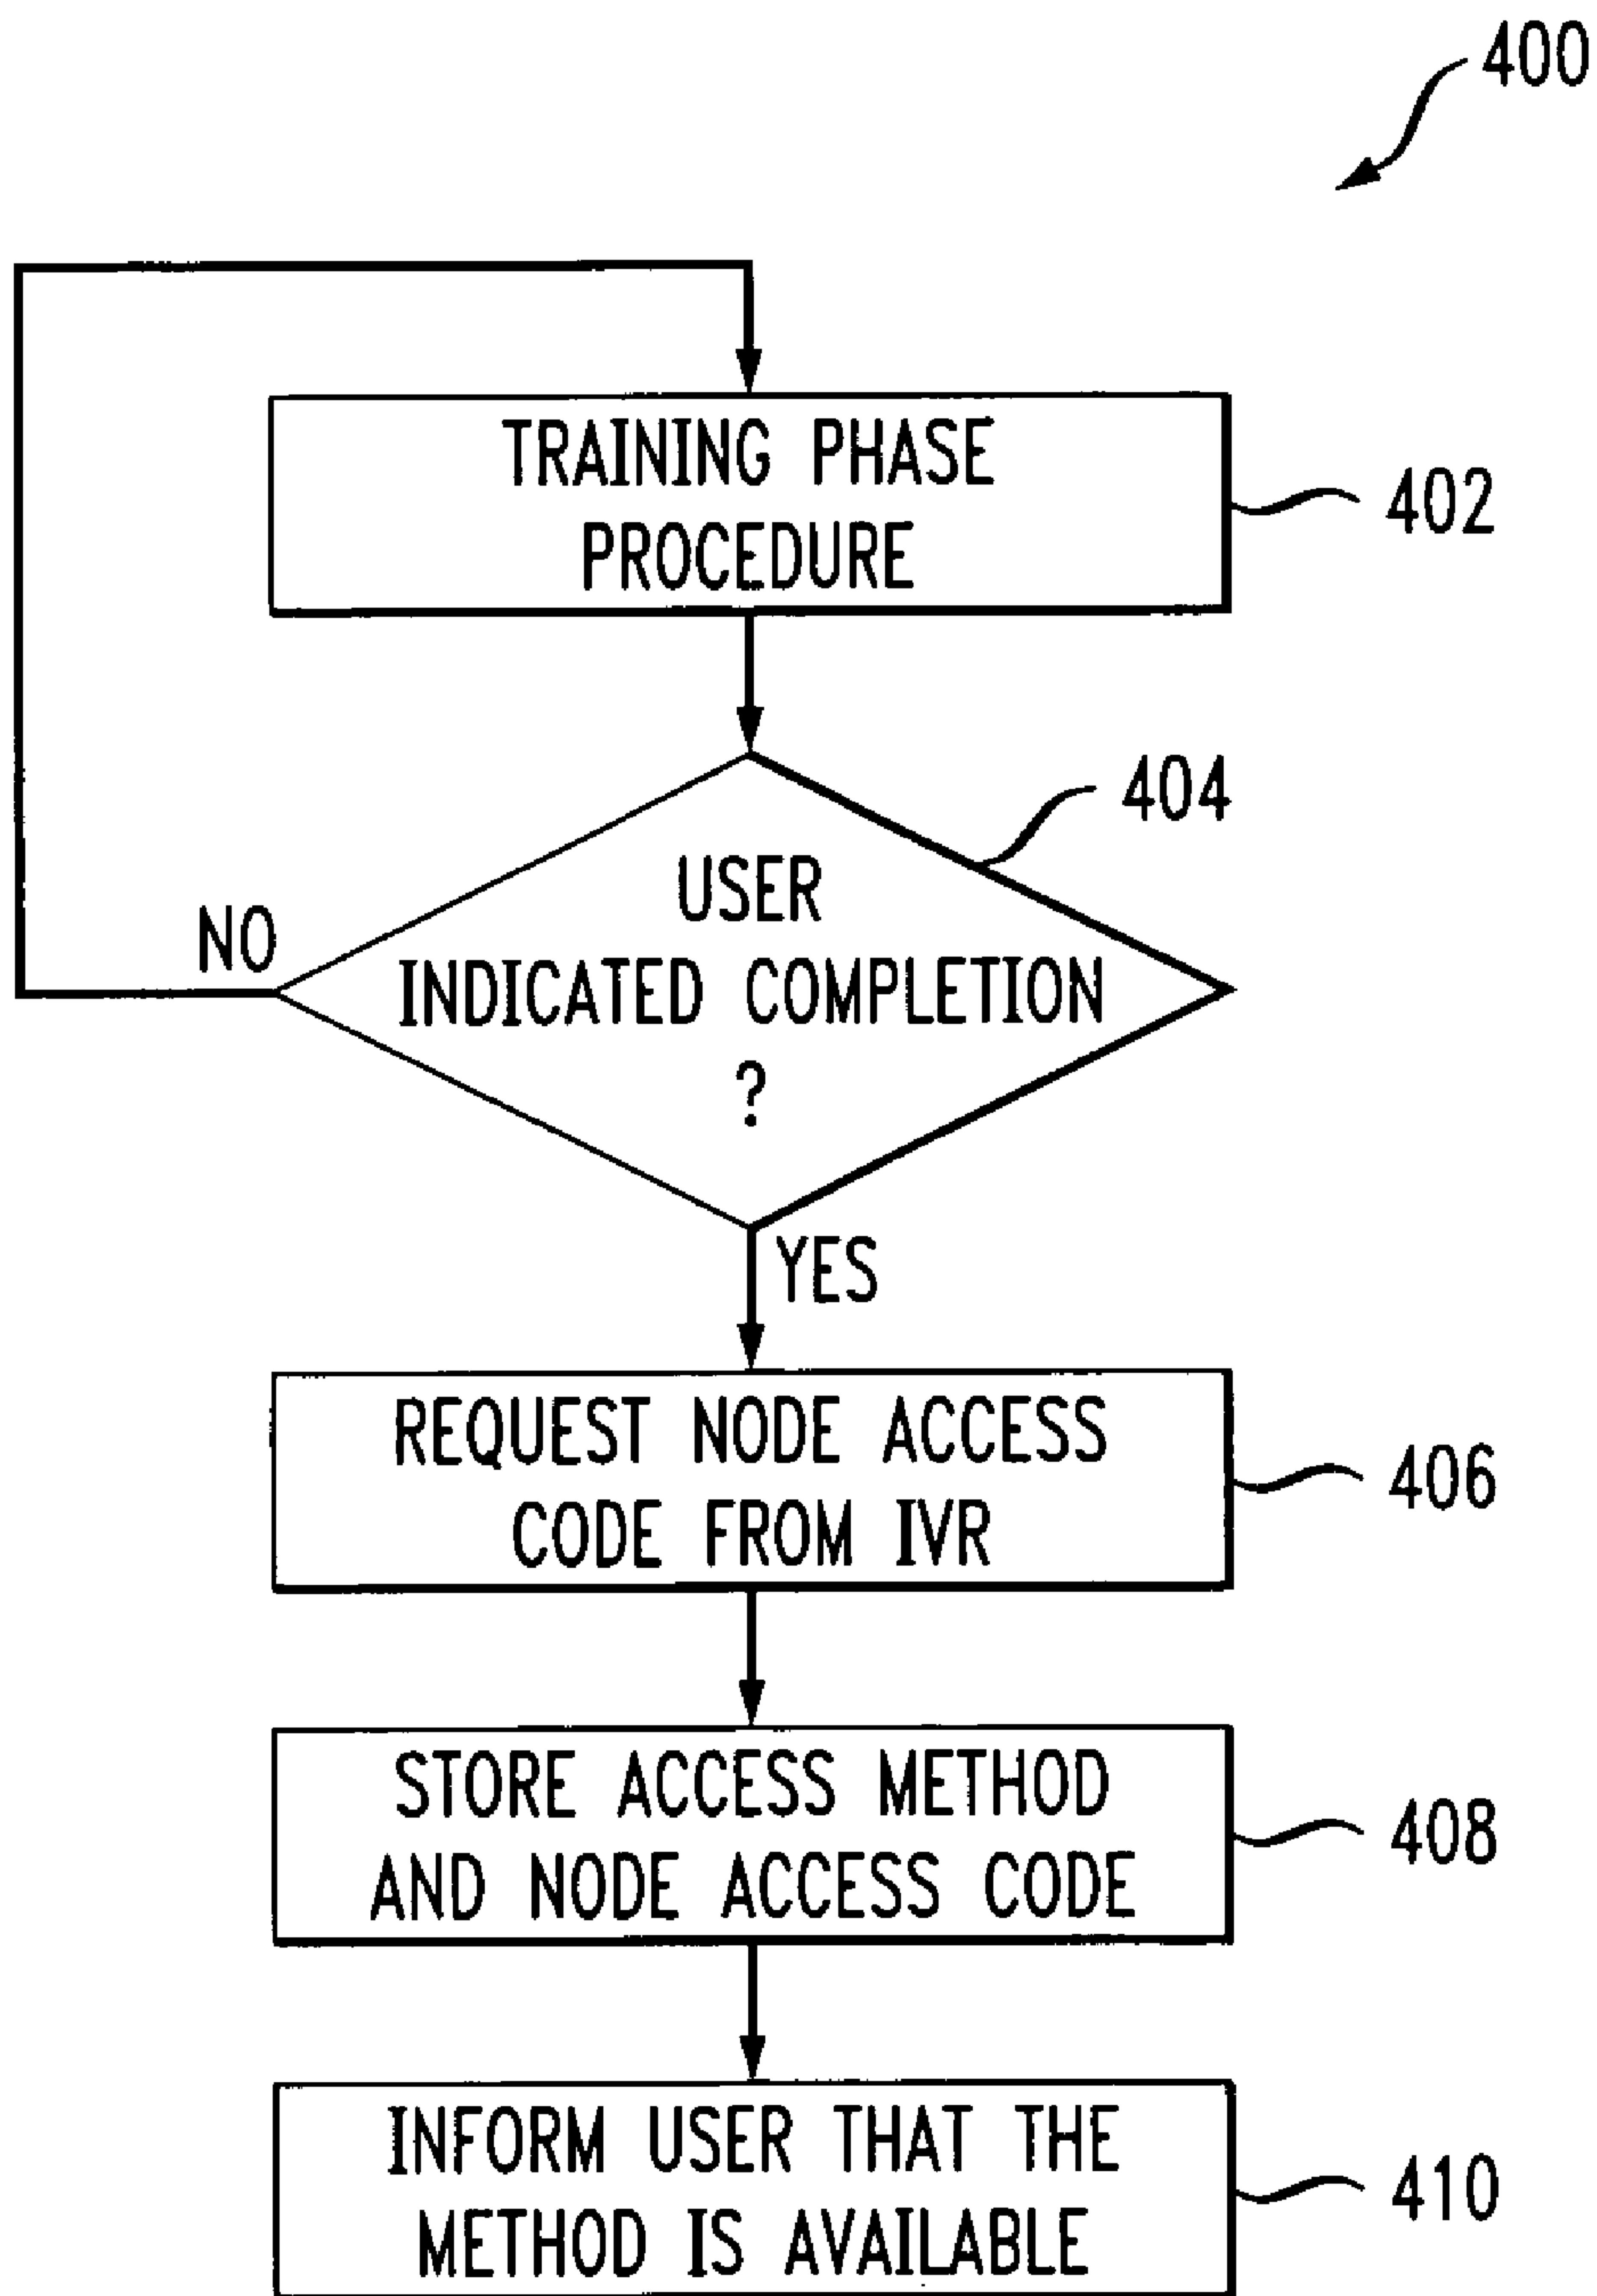 400
TRAINING PHASE
PROCEDURE
402
404
USER
INDICATED COMPLETION
?
NO
YES
REQUEST NODE ACCESS
CODE FROM IVR
406
STORE ACCESS METHOD
AND NODE ACCESS CODE
408
INFORM USER THAT THE
METHOD IS AVAILABLE
410